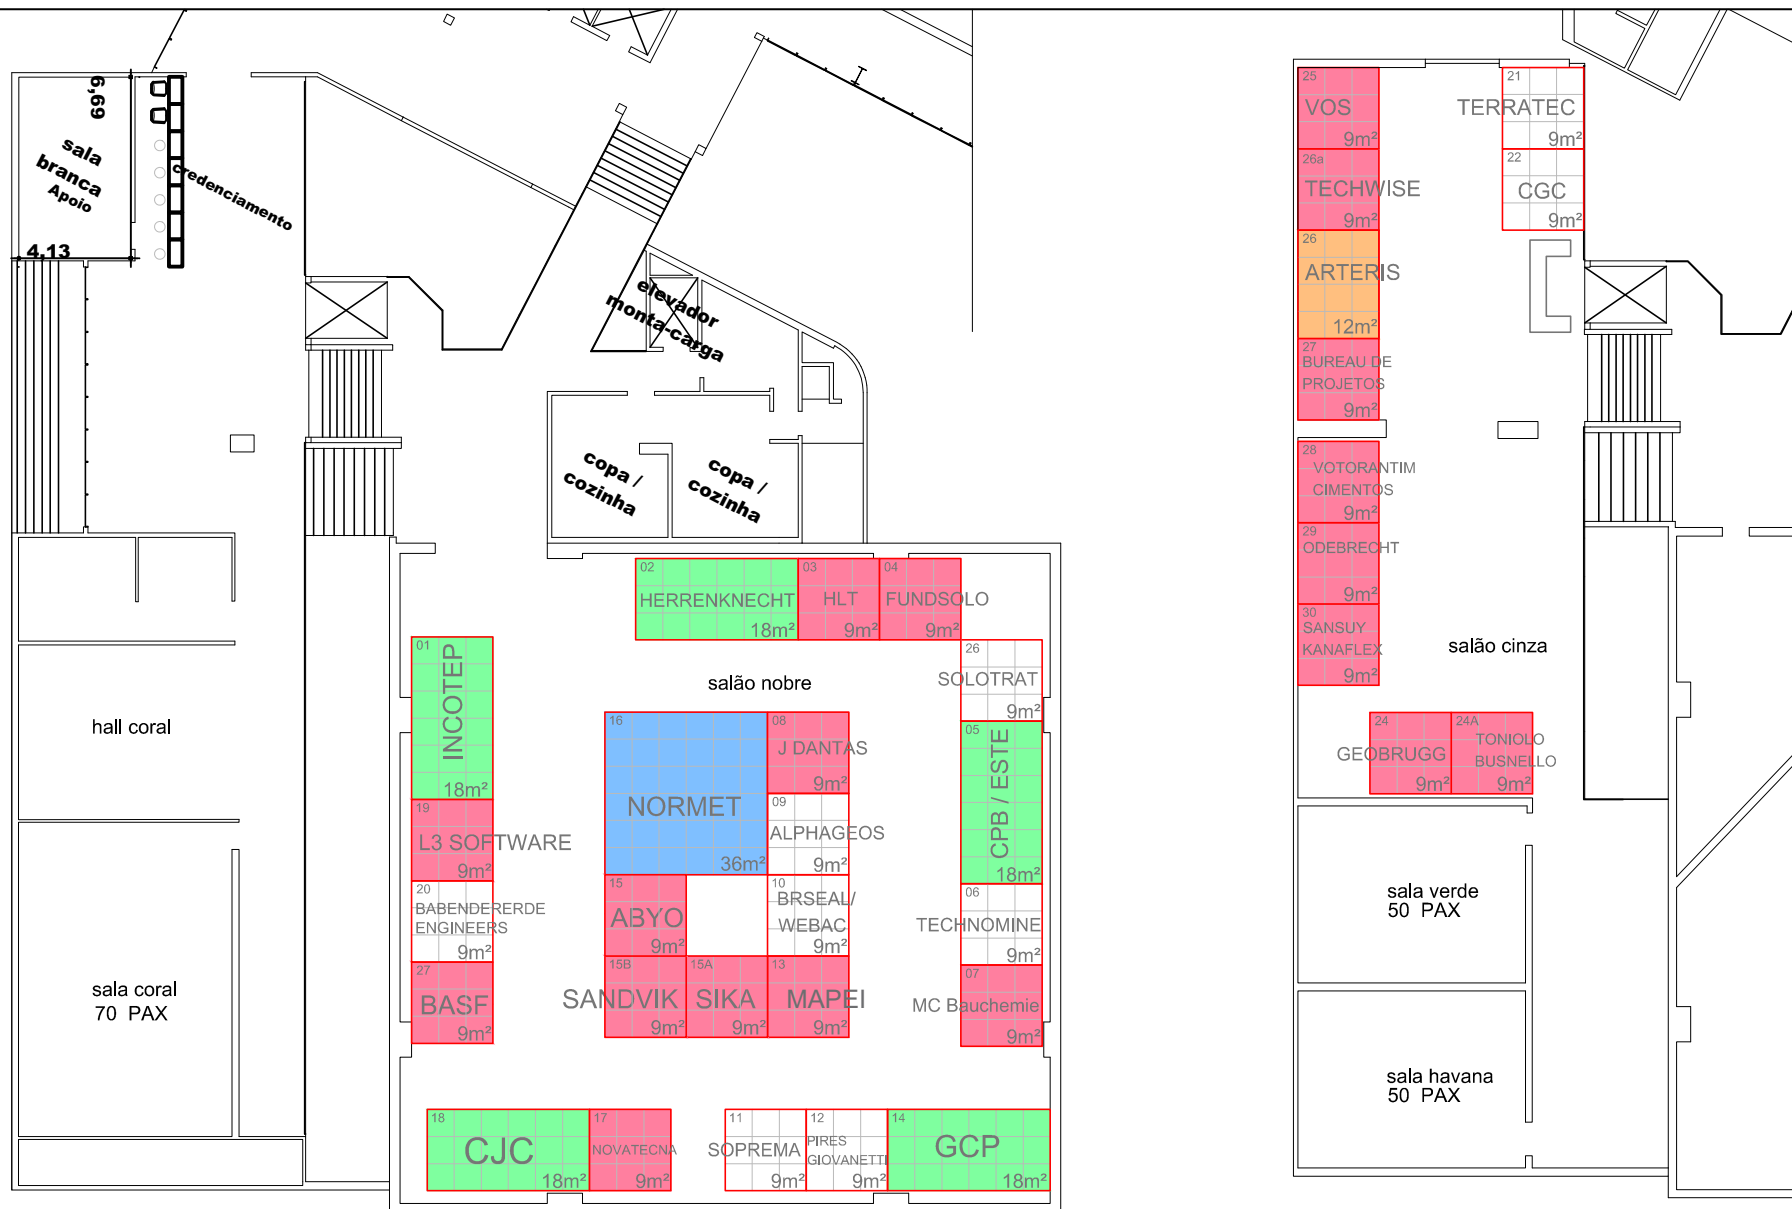 6,69
sala
branca
Apoio
4,13
credenciamento
elevador
monta-carga
copa /
cozinha
copa /
cozinha
hall coral
sala coral
70 PAX
salão nobre
01
INCOTEP
18m²
19
L3 SOFTWARE
9m²
20
BABENDERERDE
ENGINEERS
9m²
27
BASF
9m²
02
HERRENKNECHT
18m²
03
HLT
9m²
04
FUNDSOLO
9m²
26
SOLOTRAT
9m²
05
CPB / ESTE
18m²
06
TECHNOMINE
9m²
07
MC Bauchemie
9m²
16
NORMET
36m²
08
J DANTAS
9m²
09
ALPHAGEOS
9m²
10
BRSEAL/
WEBAC
9m²
15
ABYO
9m²
15B
SANDVIK
9m²
15A
SIKA
9m²
13
MAPEI
9m²
18
CJC
18m²
17
NOVATECNA
9m²
11
SOPREMA
9m²
12
PIRES
GIOVANETTI
9m²
14
GCP
18m²
25
VOS
9m²
26a
TECHWISE
9m²
26
ARTERIS
12m²
27
BUREAU DE
PROJETOS
9m²
28
VOTORANTIM
CIMENTOS
9m²
29
ODEBRECHT
9m²
30
SANSUY
KANAFLEX
9m²
21
TERRATEC
9m²
22
CGC
9m²
salão cinza
24
GEOBRUGG
9m²
24A
TONIOLO
BUSNELLO
9m²
sala verde
50 PAX
sala havana
50 PAX